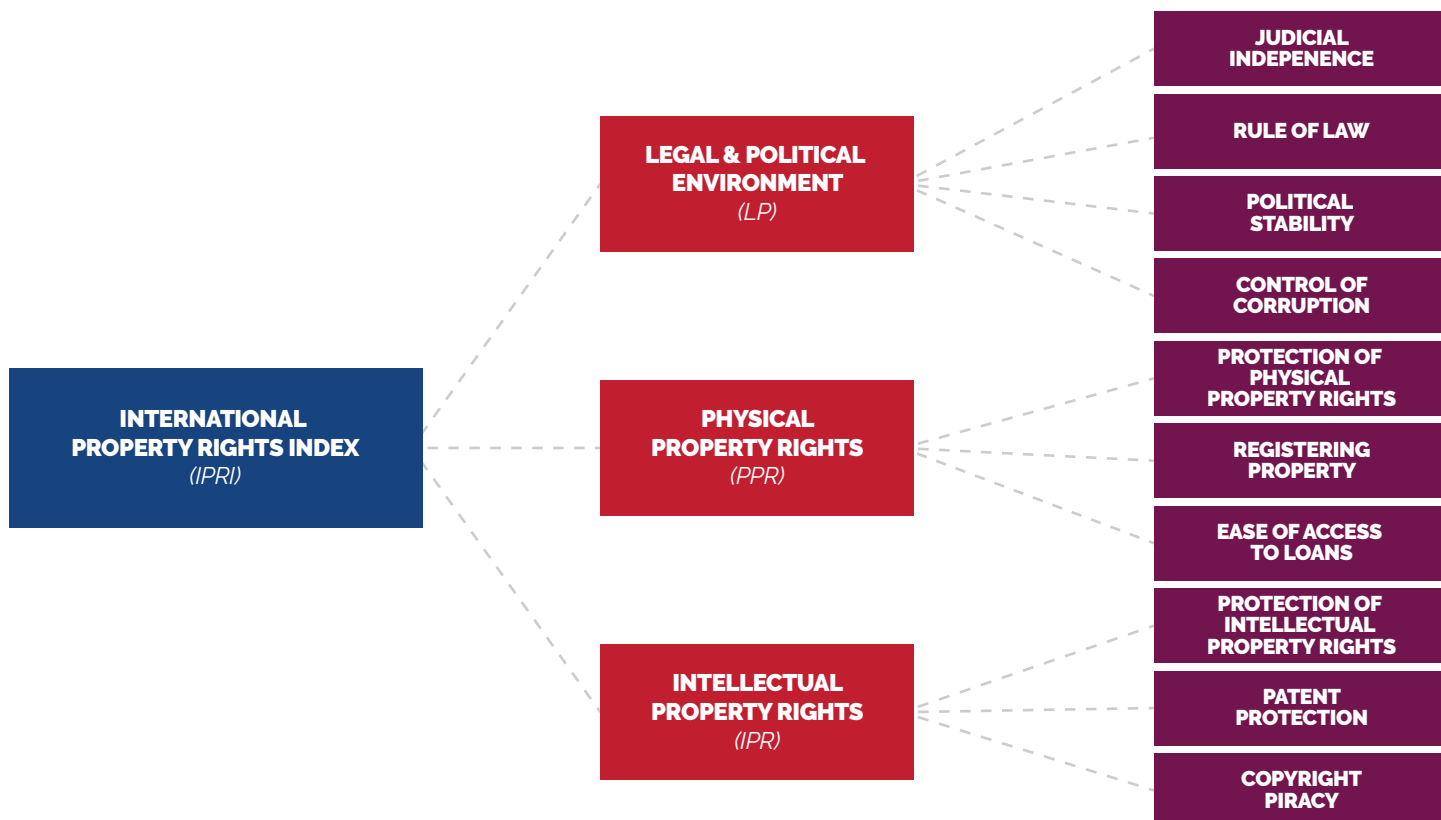 INTERNATIONAL
PROPERTY RIGHTS INDEX
(IPRI)
LEGAL & POLITICAL
ENVIRONMENT
(LP)
PHYSICAL
PROPERTY RIGHTS
(PPR)
INTELLECTUAL
PROPERTY RIGHTS
(IPR)
JUDICIAL
INDEPENENCE
RULE OF LAW
POLITICAL
STABILITY
CONTROL OF
CORRUPTION
PROTECTION OF
PHYSICAL
PROPERTY RIGHTS
REGISTERING
PROPERTY
EASE OF ACCESS
TO LOANS
PROTECTION OF
INTELLECTUAL
PROPERTY RIGHTS
PATENT
PROTECTION
COPYRIGHT
PIRACY